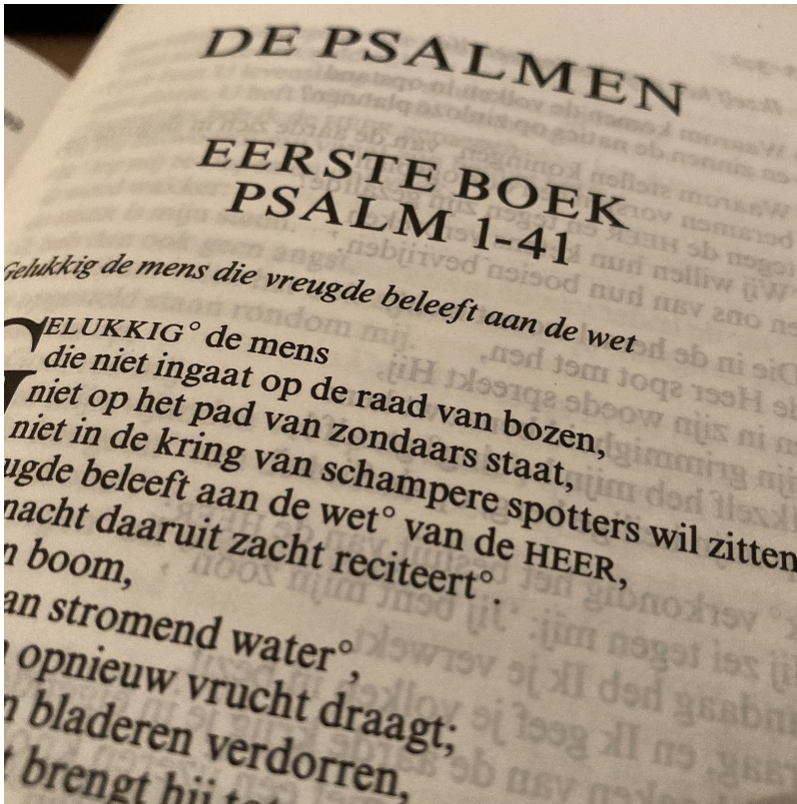 DE PSALMEN
EERSTE BOEK
PSALM 1-41
Gelukkig de mens die vreugde beleeft aan de wet
GELUKKIG° de mens
die niet ingaat op de raad van bozen,
niet op het pad van zondaars staat,
niet in de kring van schampere spotters wil zitten
ugde beleeft aan de wet° van de HEER,
nacht daaruit zacht reciteert°.
n boom,
an stromend water°,
opnieuw vrucht draagt;
n bladeren verdorren,
t brengt hij tot